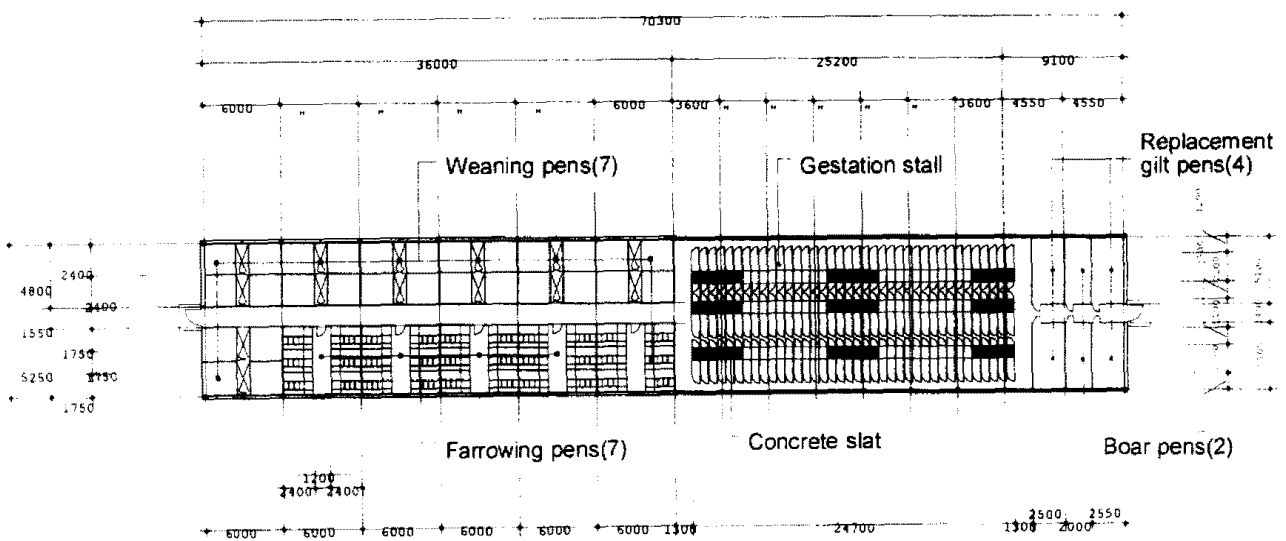 70300
36000 25200 9100
6000 " " " " 6000 3600 " " " " " 3600 4550 4550
Weaning pens(7)
Gestation stall
Replacement
gilt pens(4)
2400
4800
2400
1550
1750
5250
1750
1750
Farrowing pens(7)
Concrete slat
Boar pens(2)
1200
2400 2400
6000 6000 6000 6000 6000 6000 1300 24700 1300 2500 2000 2550